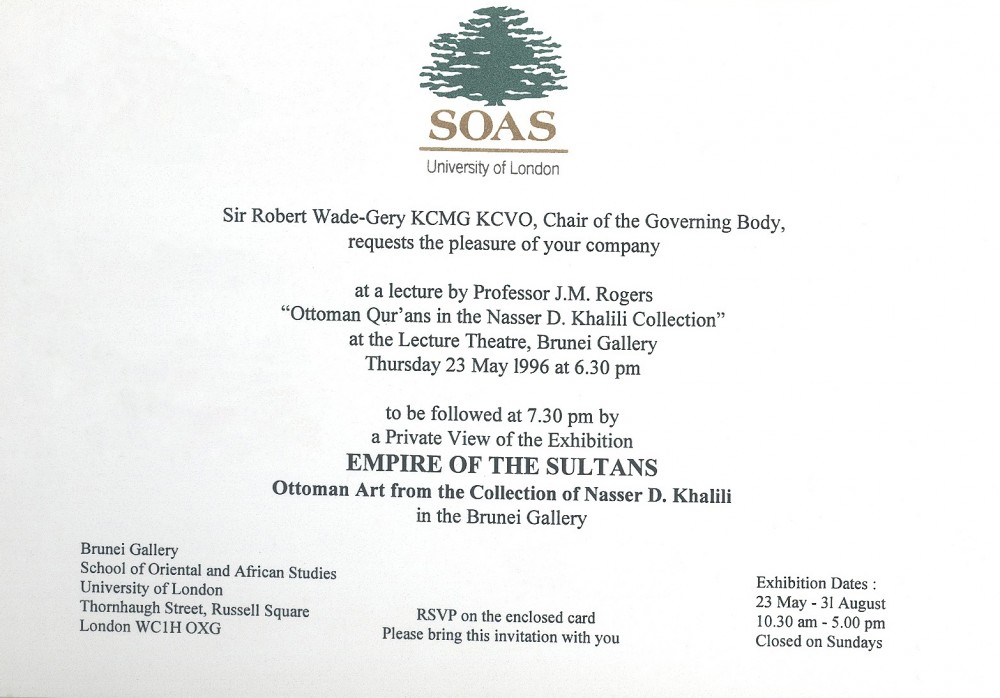 SOAS
University of London
Sir Robert Wade-Gery KCMG KCVO, Chair of the Governing Body,
requests the pleasure of your company
at a lecture by Professor J.M. Rogers
“Ottoman Qur'ans in the Nasser D. Khalili Collection”
at the Lecture Theatre, Brunei Gallery
Thursday 23 May 1996 at 6.30 pm
to be followed at 7.30 pm by
a Private View of the Exhibition
EMPIRE OF THE SULTANS
Ottoman Art from the Collection of Nasser D. Khalili
in the Brunei Gallery
Brunei Gallery
School of Oriental and African Studies
University of London
Thornhaugh Street, Russell Square
London WC1H OXG
RSVP on the enclosed card
Please bring this invitation with you
Exhibition Dates :
23 May - 31 August
10.30 am - 5.00 pm
Closed on Sundays